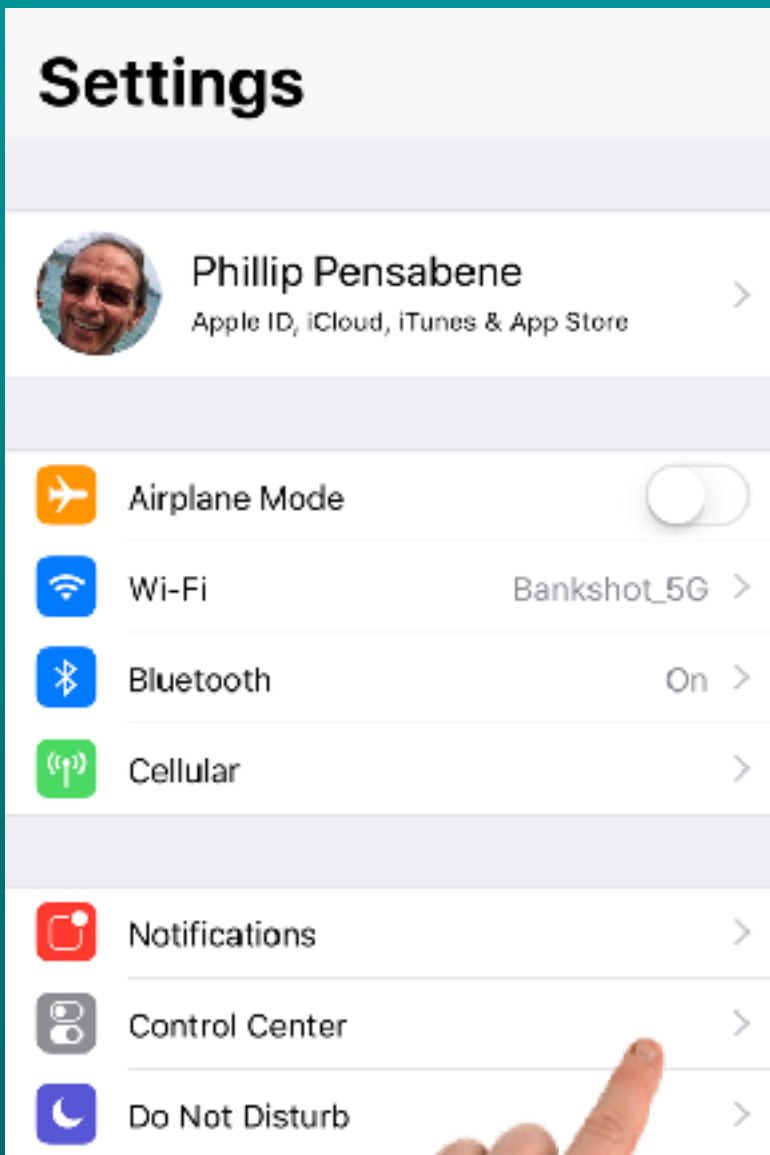 Settings
Phillip Pensabene
Apple ID, iCloud, iTunes & App Store
Airplane Mode
Wi-Fi Bankshot_5G
Bluetooth On
Cellular
Notifications
Control Center
Do Not Disturb